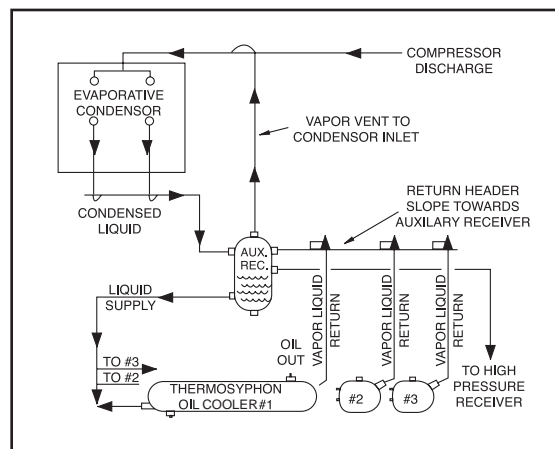 COMPRESSOR
DISCHARGE
EVAPORATIVE
CONDENSOR
VAPOR VENT TO
CONDENSOR INLET
CONDENSED
LIQUID
RETURN HEADER
SLOPE TOWARDS
AUXILARY RECEIVER
AUX.
REC.
LIQUID
SUPPLY
VAPOR LIQUID
RETURN
VAPOR LIQUID
RETURN
VAPOR LIQUID
RETURN
OIL
OUT
TO #3
TO #2
THERMOSYPHON
OIL COOLER #1
#2
#3
TO HIGH
PRESSURE
RECEIVER